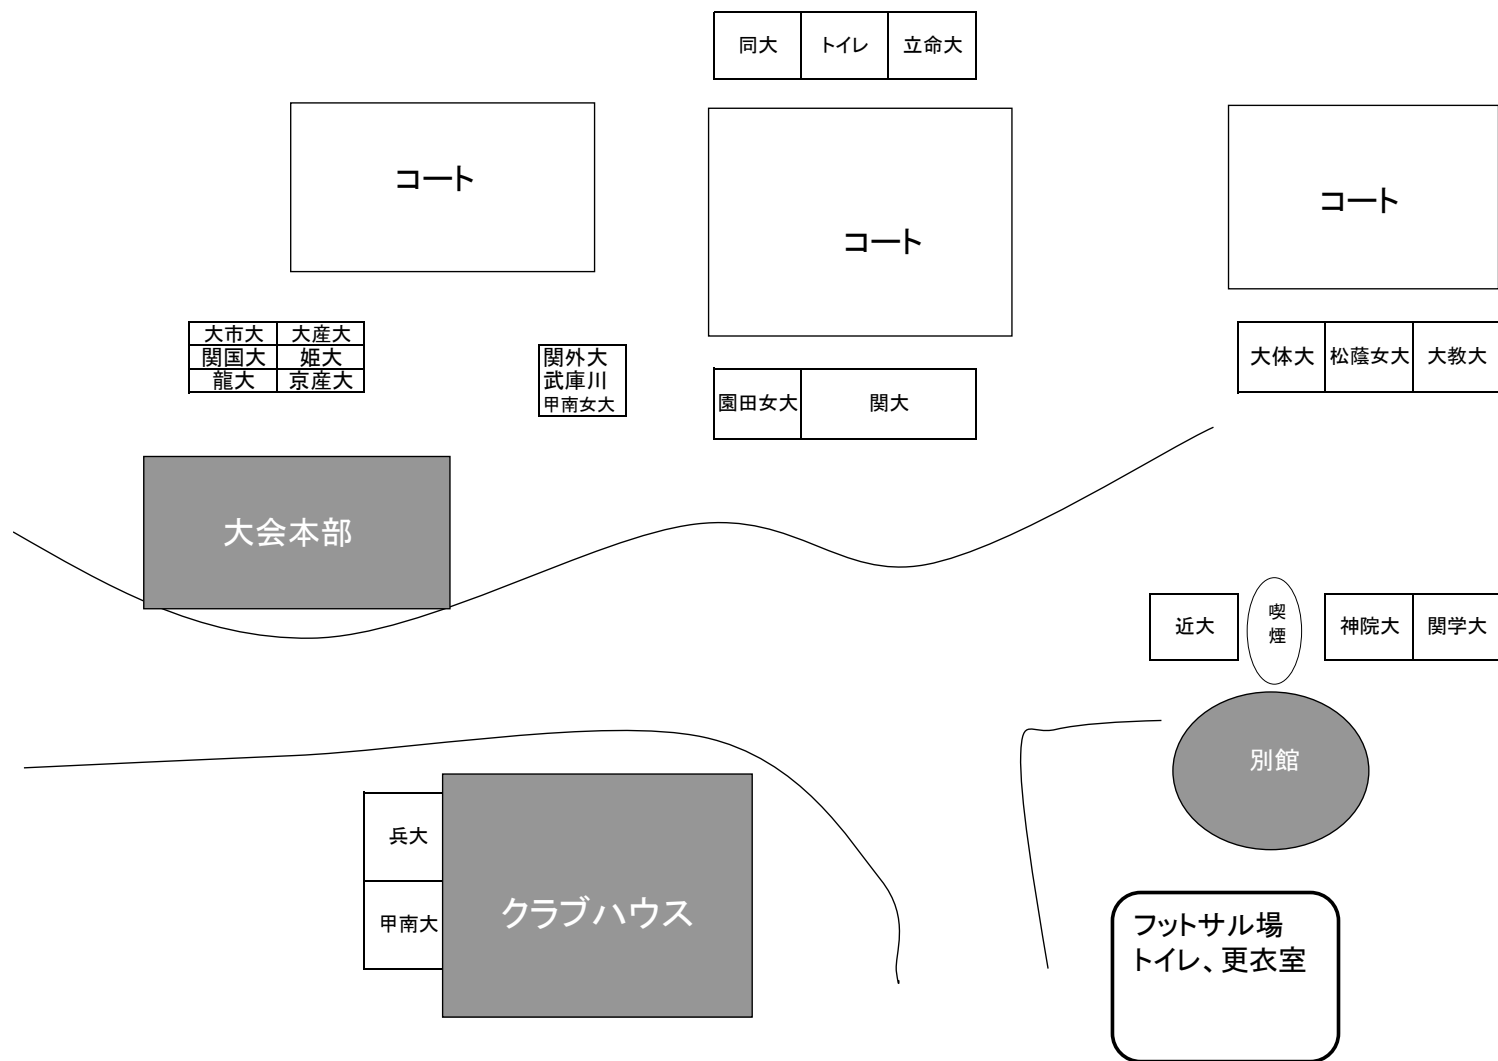 同大 トイレ 立命大
コート
コート
コート
大市大 大産大
関国大 姫大
龍大 京産大
関外大
武庫川
甲南女大
園田女大 関大
大体大 松蔭女大 大教大
大会本部
近大
喫
煙
神院大 関学大
別館
兵大
甲南大
クラブハウス
フットサル場
トイレ、更衣室